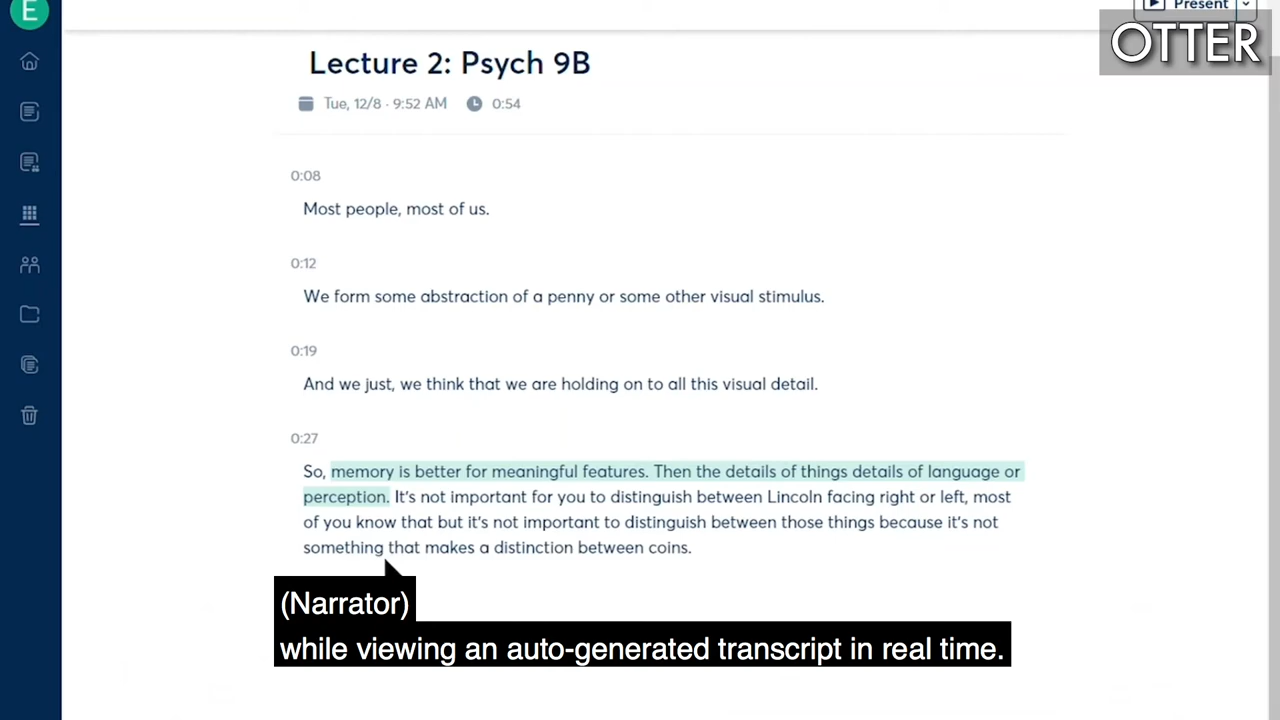 E
Present
OTTER
Lecture 2: Psych 9B
Tue, 12/8 · 9:52 AM 0:54
0:08
Most people, most of us.
0:12
We form some abstraction of a penny or some other visual stimulus.
0:19
And we just, we think that we are holding on to all this visual detail.
0:27
So, memory is better for meaningful features. Then the details of things details of language or
perception. It's not important for you to distinguish between Lincoln facing right or left, most
of you know that but it's not important to distinguish between those things because it's not
something that makes a distinction between coins.
(Narrator)
while viewing an auto-generated transcript in real time.